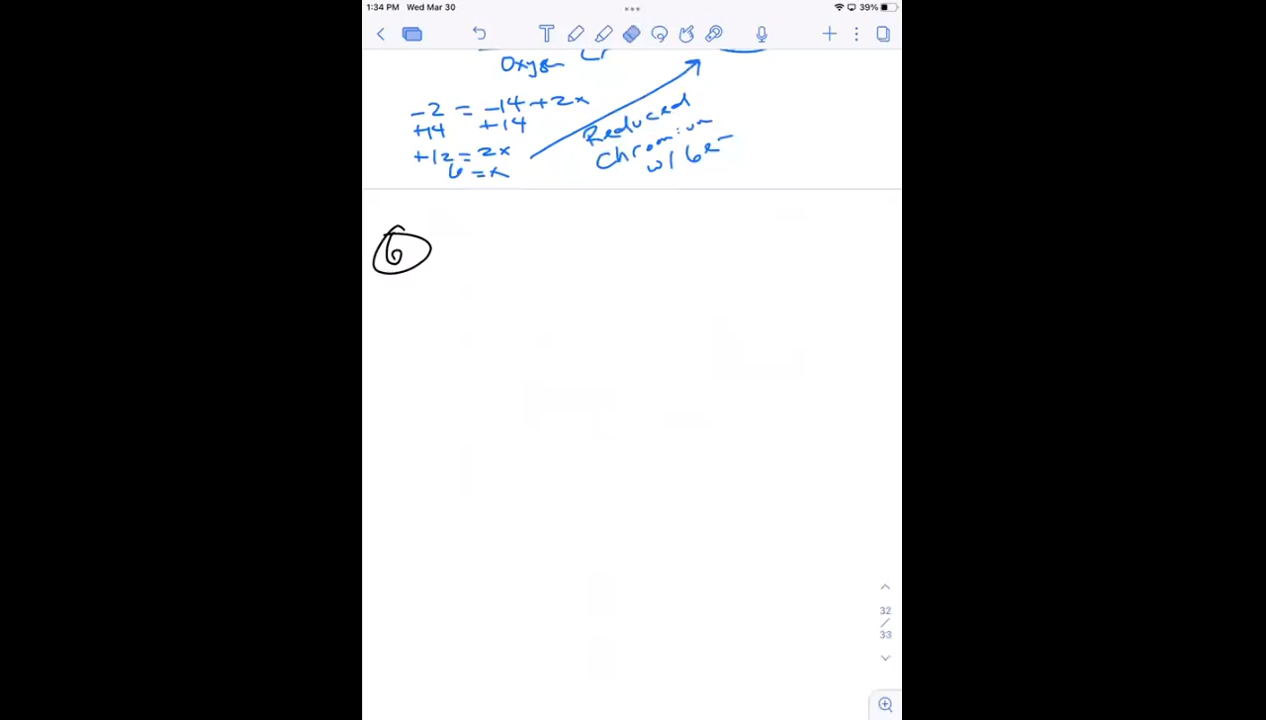 1:34 PM Wed Mar 30
39%
Oxygen Cr
-2 = -14 + 2x
+14 +14
+12 = 2x
6 = x
Reduced
Chromium
w/ 6e-
6
32
/
33